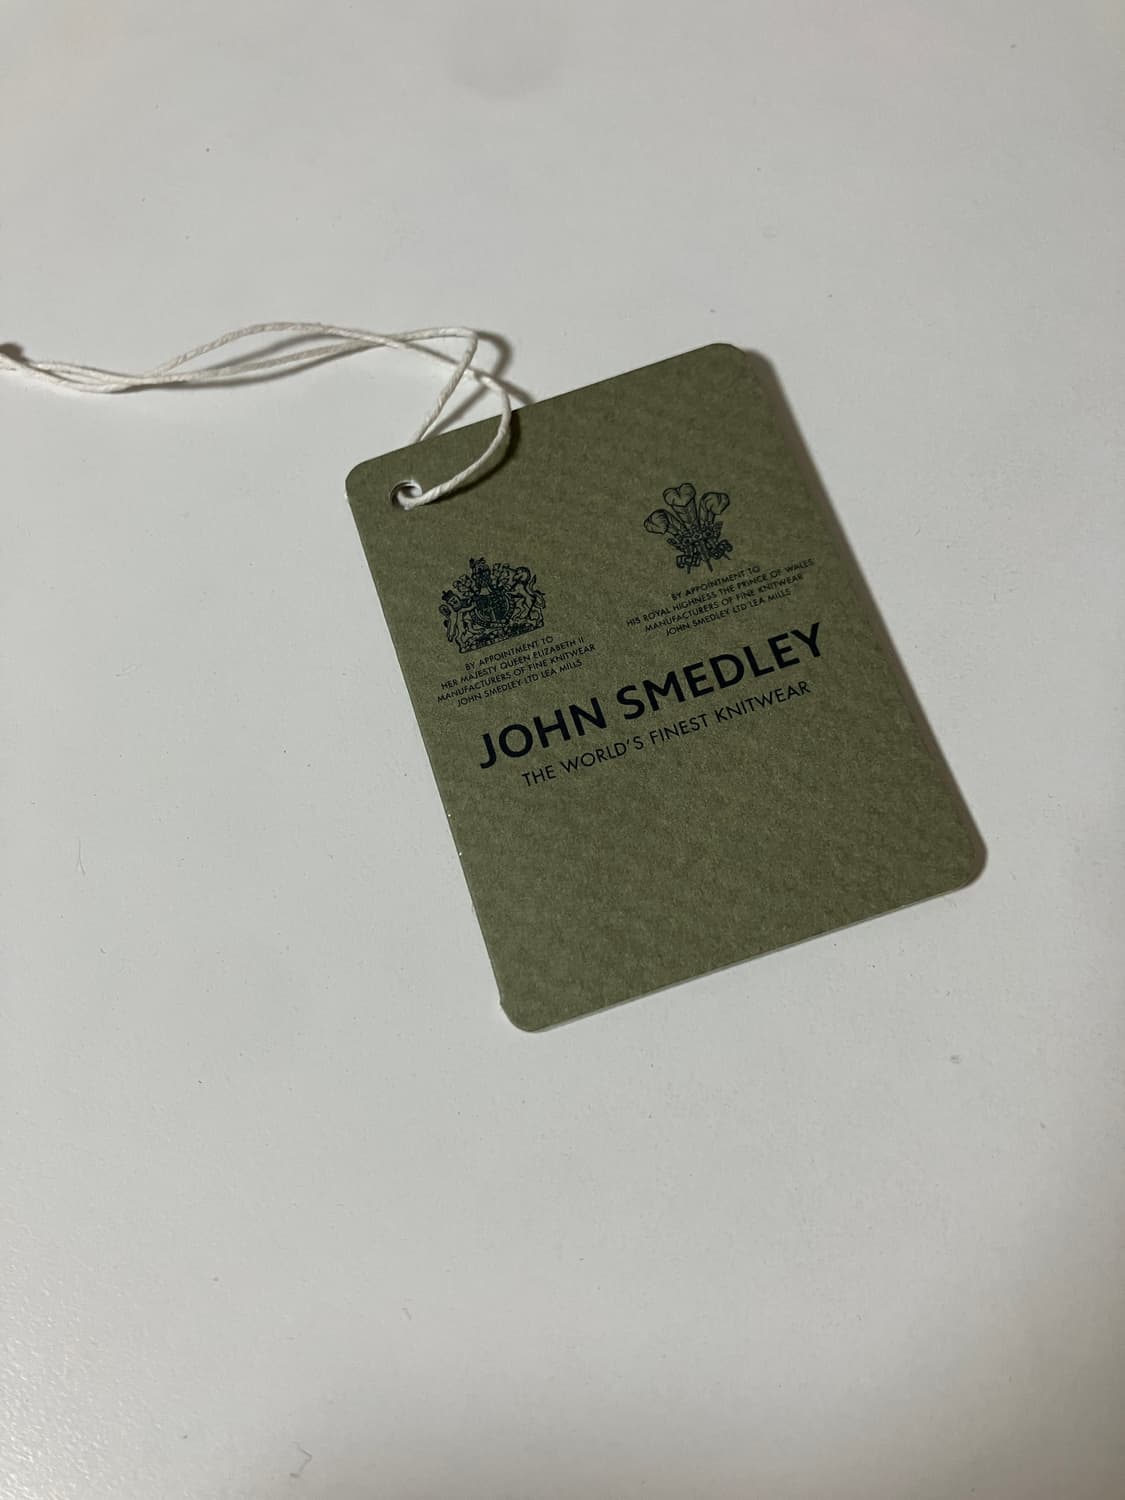 BY APPOINTMENT TO
HER MAJESTY QUEEN ELIZABETH II
MANUFACTURERS OF FINE KNITWEAR
JOHN SMEDLEY LTD LEA MILLS
BY APPOINTMENT TO
HIS ROYAL HIGHNESS THE PRINCE OF WALES
MANUFACTURERS OF FINE KNITWEAR
JOHN SMEDLEY LTD LEA MILLS
JOHN SMEDLEY
THE WORLD'S FINEST KNITWEAR